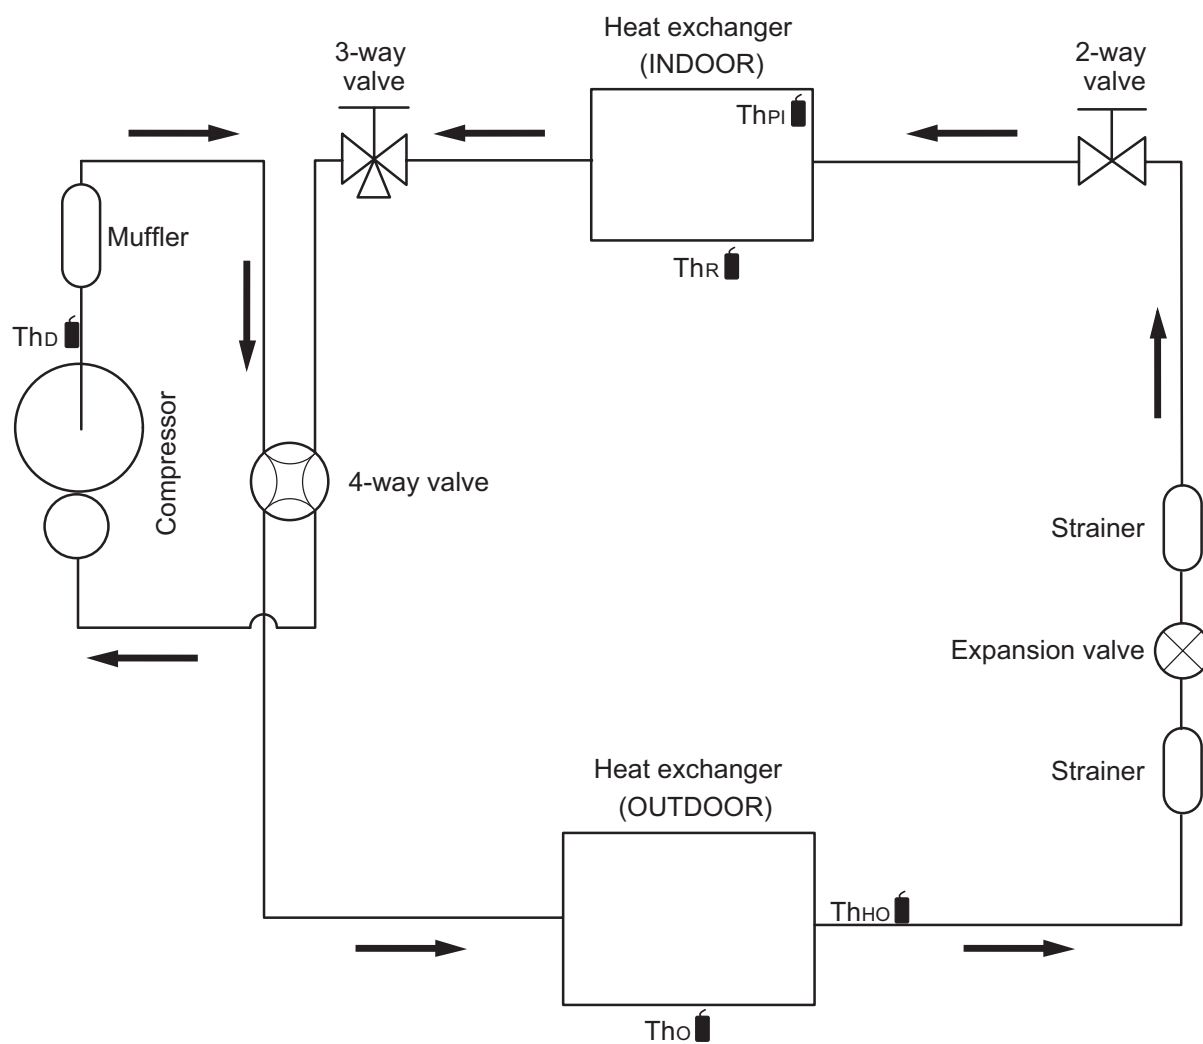 Heat exchanger
(INDOOR)
3-way
valve
2-way
valve
ThPI
Muffler
ThR
ThD
Compressor
4-way valve
Strainer
Expansion valve
Strainer
Heat exchanger
(OUTDOOR)
ThHO
ThO